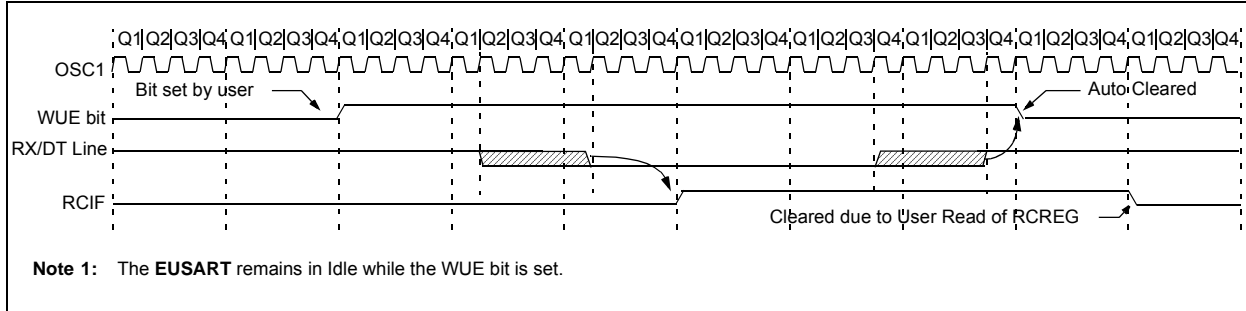 Q1 Q2 Q3 Q4 Q1 Q2 Q3 Q4 Q1 Q2 Q3 Q4 Q1 Q2 Q3 Q4 Q1 Q2 Q3 Q4 Q1 Q2 Q3 Q4 Q1 Q2 Q3 Q4 Q1 Q2 Q3 Q4 Q1 Q2 Q3 Q4 Q1 Q2 Q3 Q4
OSC1
Bit set by user
Auto Cleared
WUE bit
RX/DT Line
RCIF
Cleared due to User Read of RCREG
Note 1: The EUSART remains in Idle while the WUE bit is set.